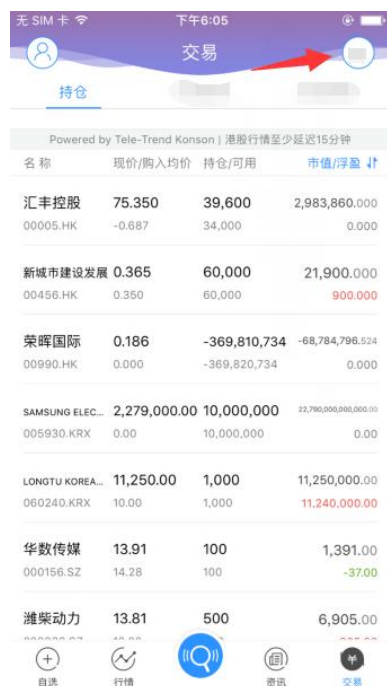 无 SIM 卡 下午6:05
交易
持仓
Powered by Tele-Trend Konson | 港股行情至少延迟15分钟
名称 现价/购入均价 持仓/可用 市值/浮盈
汇丰控股 75.350 39,600 2,983,860.000
00005.HK -0.687 34,000 0.000
新城市建设发展 0.365 60,000 21,900.000
00456.HK 0.350 60,000 900.000
荣晖国际 0.186 -369,810,734 -68,784,796.524
00990.HK 0.000 -369,820,734 0.000
SAMSUNG ELEC... 2,279,000.00 10,000,000 22,790,000,000,000.00
005930.KRX 0.00 10,000,000 0.00
LONGTU KOREA... 11,250.00 1,000 11,250,000.00
060240.KRX 10.00 1,000 11,240,000.00
华数传媒 13.91 100 1,391.00
000156.SZ 14.28 100 -37.00
潍柴动力 13.81 500 6,905.00
自选 行情 资讯 交易